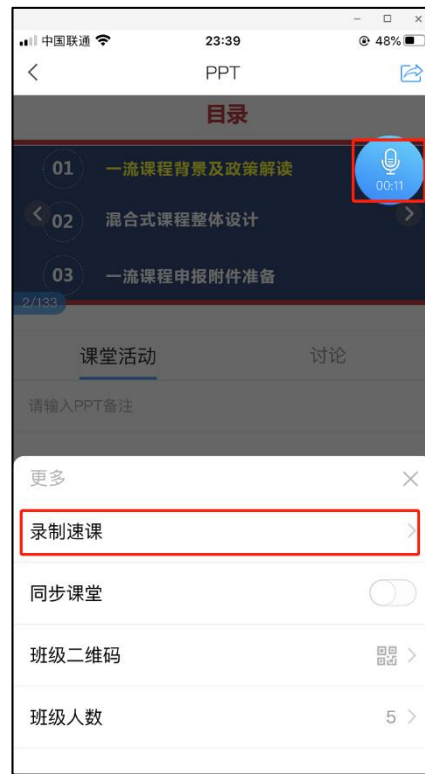 中国联通 23:39 48%
PPT
目录
01 一流课程背景及政策解读
00:11
02 混合式课程整体设计
03 一流课程申报附件准备
2/133
课堂活动 讨论
请输入PPT备注
更多
录制速课
同步课堂
班级二维码
班级人数 5